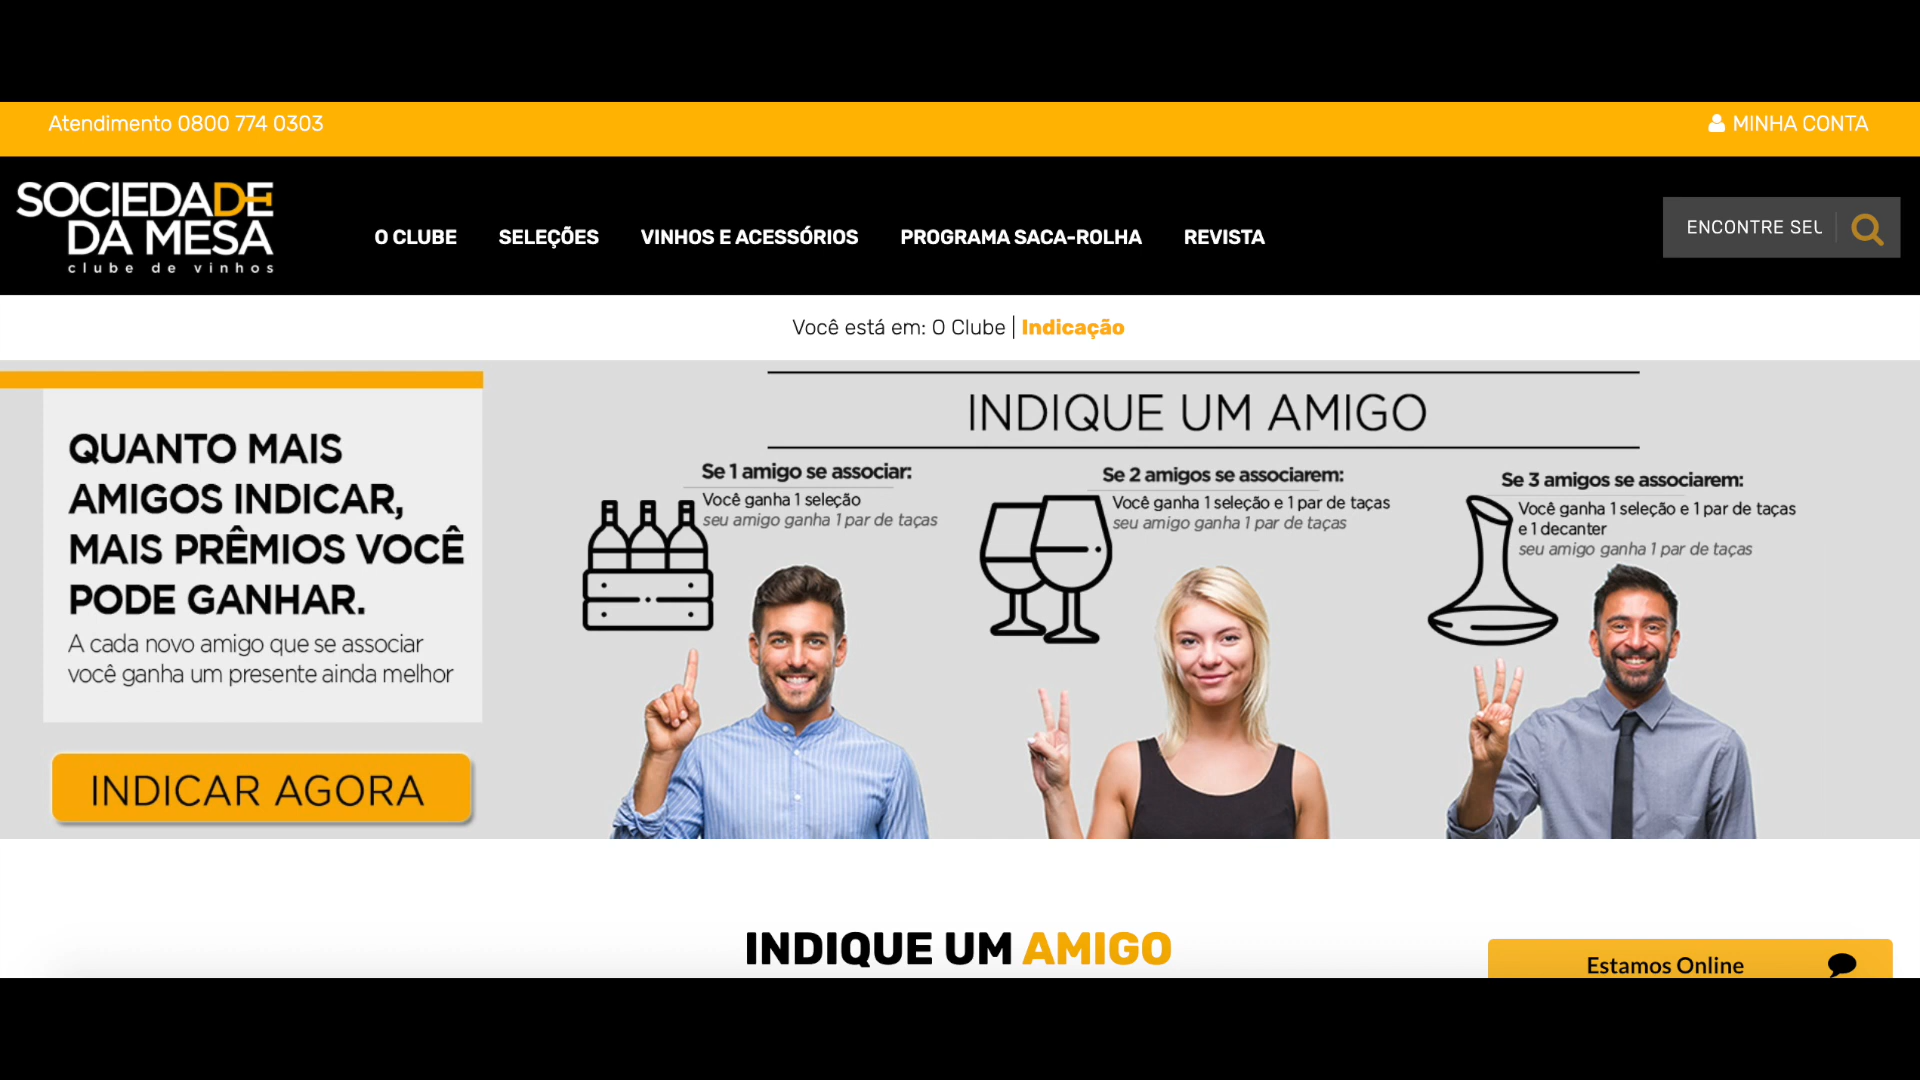 Atendimento 0800 774 0303
MINHA CONTA
SOCIEDADE
DA MESA
clube de vinhos
O CLUBE
SELEÇÕES
VINHOS E ACESSÓRIOS
PROGRAMA SACA-ROLHA
REVISTA
ENCONTRE SEU
Você está em: O Clube | Indicação
QUANTO MAIS
AMIGOS INDICAR,
MAIS PRÊMIOS VOCÊ
PODE GANHAR.
A cada novo amigo que se associar
você ganha um presente ainda melhor
INDICAR AGORA
INDIQUE UM AMIGO
Se 1 amigo se associar:
Você ganha 1 seleção
seu amigo ganha 1 par de taças
Se 2 amigos se associarem:
Você ganha 1 seleção e 1 par de taças
seu amigo ganha 1 par de taças
Se 3 amigos se associarem:
Você ganha 1 seleção e 1 par de taças
e 1 decanter
seu amigo ganha 1 par de taças
INDIQUE UM AMIGO
Estamos Online